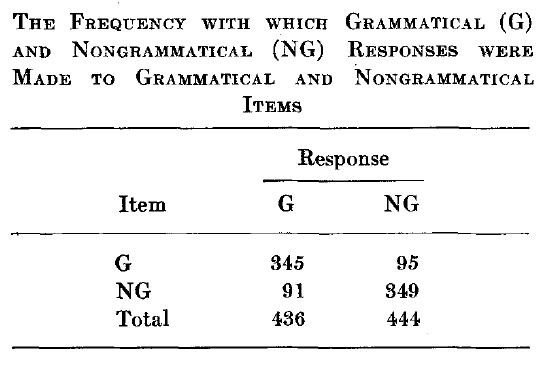 THE FREQUENCY WITH WHICH GRAMMATICAL (G)
AND NONGRAMMATICAL (NG) RESPONSES WERE
MADE TO GRAMMATICAL AND NONGRAMMATICAL
ITEMS
Response
Item G NG
G 345 95
NG 91 349
Total 436 444